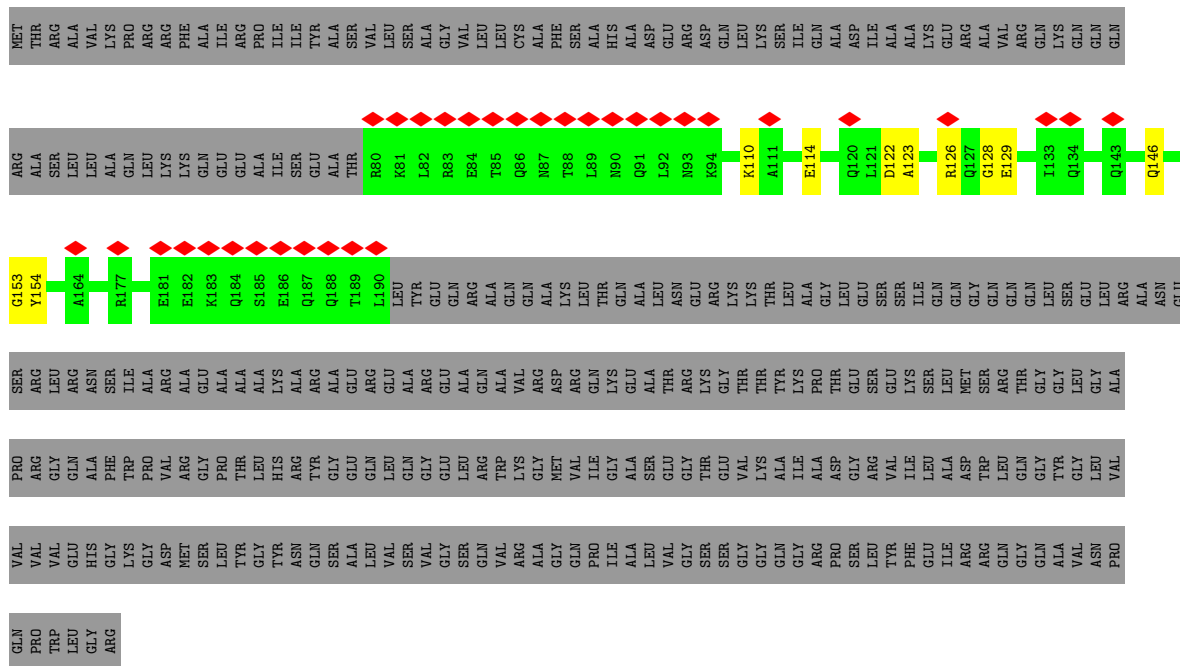 MET THR ARG ALA VAL LYS PRO ARG ARG PHE ALA ILE ARG PRO ILE ILE TYR ALA SER VAL LEU SER ALA GLY VAL LEU LEU CYS ALA PHE SER ALA HIS ALA ASP GLU ARG ASP GLN LEU LYS SER ILE GLN ALA ASP ILE ALA ALA LYS GLU ARG ALA VAL ARG GLN LYS GLN GLN GLN
ARG ALA SER LEU LEU ALA GLN LEU LYS LYS GLN GLU GLU ALA ILE SER GLU ALA THR R80 K81 L82 R83 E84 T85 Q86 N87 T88 L89 N90 Q91 L92 N93 K94 K110 A111 E114 Q120 L121 D122 A123 R126 Q127 G128 E129 I133 Q134 Q143 Q146
G153 Y154 A164 R177 E181 E182 K183 Q184 S185 E186 Q187 Q188 T189 L190 LEU TYR GLU GLN ARG ALA GLN GLN ALA LYS LEU THR GLN ALA LEU ASN GLU ARG LYS LYS THR LEU ALA GLY LEU GLU SER SER ILE GLN GLN GLY GLN GLN GLN LEU SER GLU LEU ARG ALA ASN GLU
SER ARG LEU ARG ASN SER ILE ALA ARG ALA GLU ALA ALA ALA LYS ALA ARG ALA GLU ARG GLU ALA ARG GLU ALA GLN ALA VAL ARG ASP ARG GLN LYS GLU ALA THR ARG LYS GLY THR THR TYR LYS PRO THR GLU SER GLU LYS SER LEU MET SER ARG THR GLY GLY LEU GLY ALA
PRO ARG GLY GLN ALA PHE TRP PRO VAL ARG GLY PRO THR LEU HIS ARG TYR GLY GLU GLN LEU GLN GLY GLU LEU ARG TRP LYS GLY MET VAL ILE GLY ALA SER GLU GLY THR GLU VAL LYS ALA ILE ALA ASP GLY ARG VAL ILE LEU ALA ASP TRP LEU GLN GLY TYR GLY LEU VAL
VAL VAL VAL GLU HIS GLY LYS GLY ASP MET SER LEU TYR GLY TYR ASN GLN SER ALA LEU VAL SER VAL GLY SER GLN VAL ARG ALA GLY GLN PRO ILE ALA LEU VAL GLY SER SER GLY GLY GLN GLY ARG PRO SER LEU TYR PHE GLU ILE ARG ARG GLN GLY GLN ALA VAL ASN PRO
GLN PRO TRP LEU GLY ARG